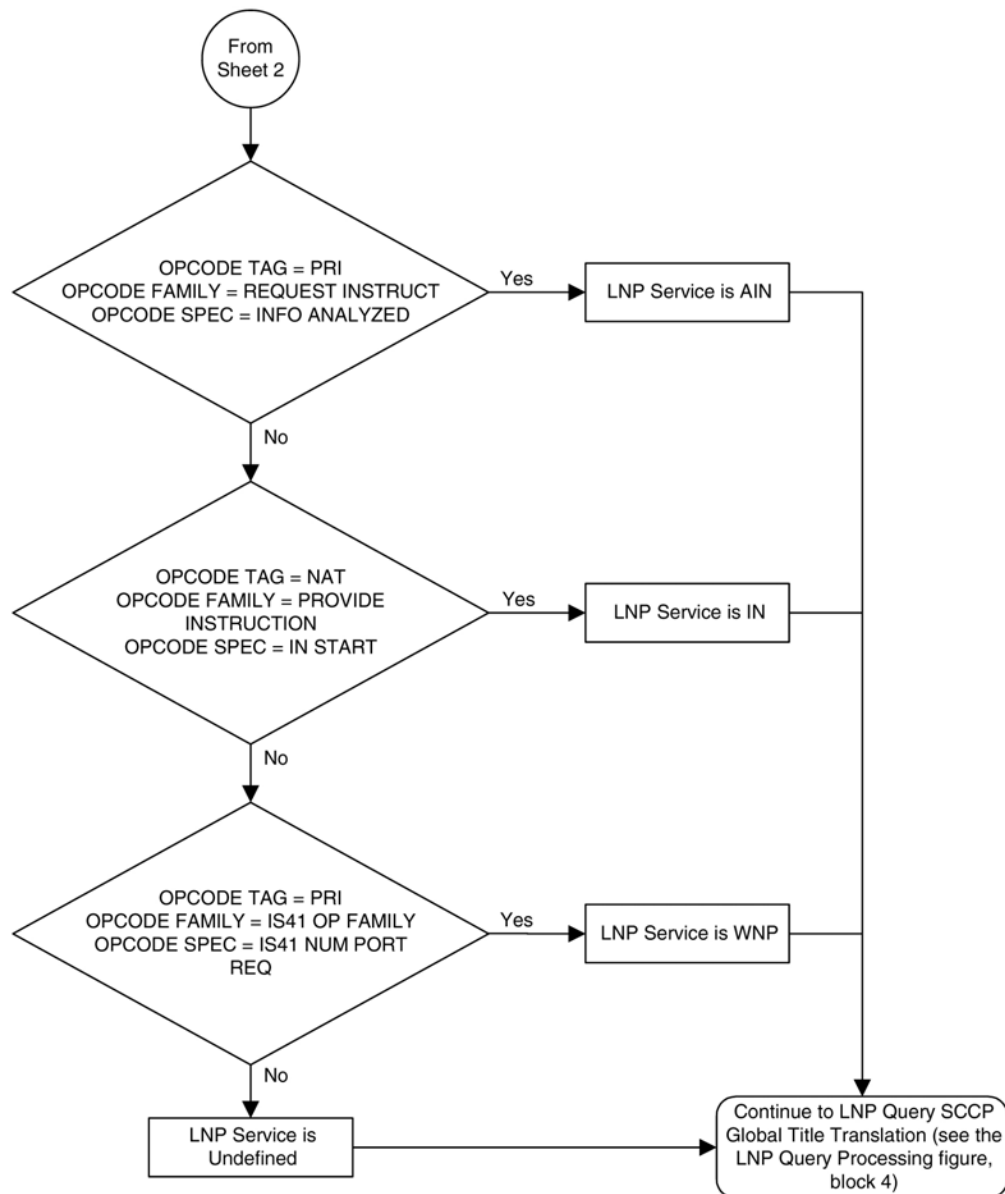 From
Sheet 2
OPCODE TAG = PRI
OPCODE FAMILY = REQUEST INSTRUCT
OPCODE SPEC = INFO ANALYZED
Yes
LNP Service is AIN
No
OPCODE TAG = NAT
OPCODE FAMILY = PROVIDE
INSTRUCTION
OPCODE SPEC = IN START
Yes
LNP Service is IN
No
OPCODE TAG = PRI
OPCODE FAMILY = IS41 OP FAMILY
OPCODE SPEC = IS41 NUM PORT
REQ
Yes
LNP Service is WNP
No
LNP Service is
Undefined
Continue to LNP Query SCCP
Global Title Translation (see the
LNP Query Processing figure,
block 4)